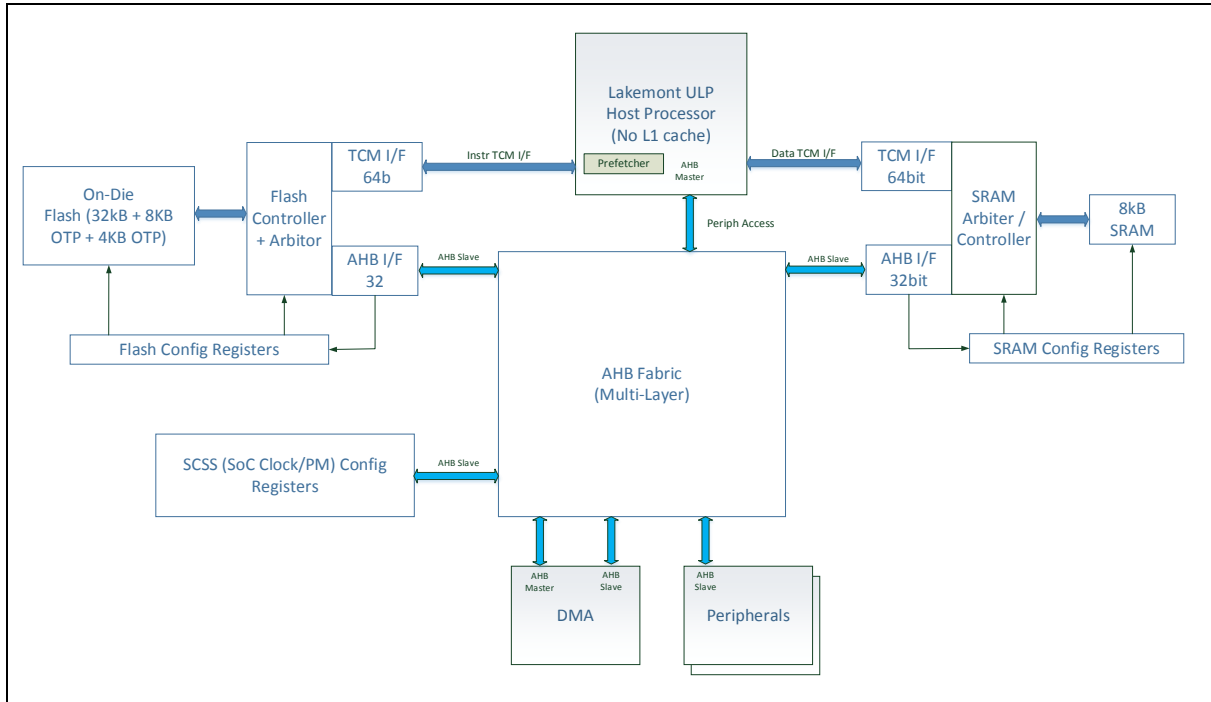 Lakemont ULP
Host Processor
(No L1 cache)
Prefetcher
AHB
Master
Instr TCM I/F
Data TCM I/F
TCM I/F
64b
TCM I/F
64bit
On-Die
Flash (32kB + 8KB
OTP + 4KB OTP)
Flash
Controller
+ Arbitor
SRAM
Arbiter /
Controller
8kB
SRAM
Periph Access
AHB I/F
32
AHB Slave
AHB Slave
AHB I/F
32bit
Flash Config Registers
SRAM Config Registers
AHB Fabric
(Multi-Layer)
SCSS (SoC Clock/PM) Config
Registers
AHB Slave
AHB
Master
AHB
Slave
DMA
AHB
Slave
Peripherals